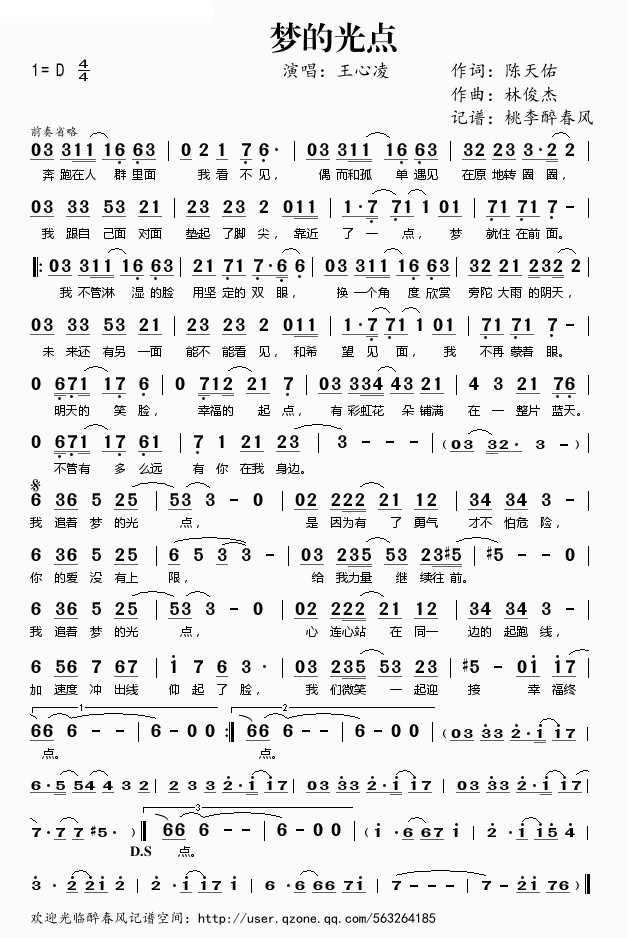 梦的光点
1= D 4/4
演唱：王心凌 作词：陈天佑
作曲：林俊杰
记谱：桃李醉春风
前奏省略
03 311 16 63 | 0 2 1 7 6· | 03 311 16 63 | 32 23 3·2 2 |
奔 跑在人 群里面 我 看 不 见， 偶 而和孤 单遇见 在原地转 圈 圈，
03 33 53 21 | 23 23 2 011 | 1·7 71 1 01 | 71 71 7 – |
我 跟自 己面 对面 垫起 了脚 尖，靠近 了 一 点， 梦 就住 在前 面。
03 311 16 63 | 21 71 7·6 6 | 03 311 16 63 | 32 21 232 2 |
我 不管淋 湿 的脸 用坚 定的 双 眼， 换 一个角 度 欣赏 旁陀 大雨 的阴天，
03 33 53 21 | 23 23 2 011 | 1·7 71 1 01 | 71 71 7 – |
未 来还 有另 一面 能不 能看 见，和希 望 见 面， 我 不再 蒙着 眼。
0 671 17 6 | 0 712 21 7 | 03 334 43 21 | 4 3 21 76 |
明天的 笑 脸， 幸福的 起 点， 有 彩虹花 朵 铺满 在 一 整片 蓝天。
0 671 17 61 | 7 1 21 23 | 3 – – – | (03 32· 3 –) |
不管有 多 么远 有 你 在我 身边。
6 36 5 25 | 53 3 – 0 | 02 222 21 12 | 34 34 3 – |
我 追着 梦 的光 点， 是 因为有 了 勇气 才不 怕危 险，
6 36 5 25 | 6 5 3 3 – | 03 235 53 23#5 | #5 – – 0 |
你 的爱 没 有上 限， 给 我力量 继 续往 前。
6 36 5 25 | 53 3 – 0 | 02 222 21 12 | 34 34 3 – |
我 追着 梦 的光 点， 心 连心站 在 同一 边的 起跑 线，
6 56 7 67 | i 7 6 3· | 03 235 53 23 | #5 – 0i i7 |
加 速度 冲 出线 仰 起 了 脸， 我 们微笑 一 起迎 接 幸 福终
1 2
66 6 – – | 6 – 00 :| 66 6 – – | 6 – 0 0 | (03 33 2·i i7 |
点。 点。
6·5 54 4 3 2 | 2 3 3 2·i i7 | 03 33 2·i i7 | 03 33 2·i i7 |
3
7·7 7 #5·) | 66 6 – – | 6 – 0 0 | (i·6 67 i | 2·i i5 4 |
D.S 点。
3·2 2i 2 | 2·i i7 i | 6·6 67 i | 7 – – – | 7 – 2i 76) |
欢迎光临醉春风记谱空间：http://user.qzone.qq.com/563264185